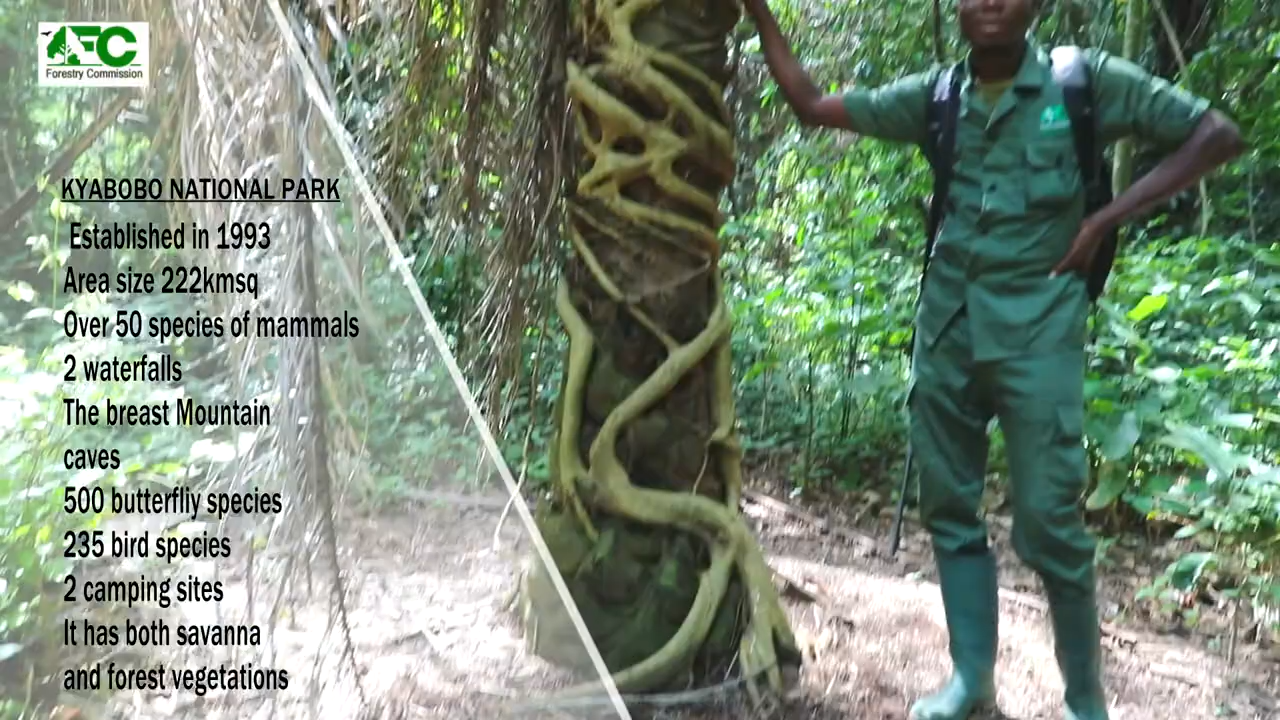 FC
Forestry Commission
KYABOBO NATIONAL PARK
Established in 1993
Area size 222kmsq
Over 50 species of mammals
2 waterfalls
The breast Mountain
caves
500 butterfliy species
235 bird species
2 camping sites
It has both savanna
and forest vegetations